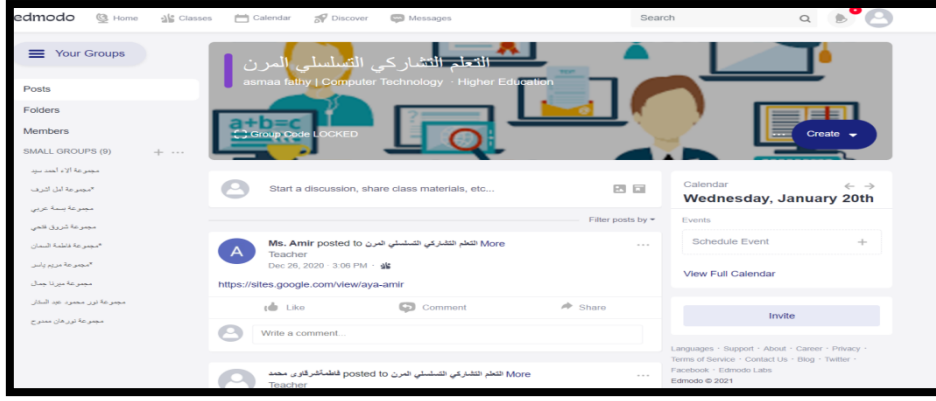 edmodo Home Classes Calendar Discover Messages Search
Your Groups
Posts
Folders
Members
SMALL GROUPS (9) + ...
مجموعة آلاء احمد سيد
*مجموعة أمل أشرف
مجموعة بسمة عربي
مجموعة شروق فتحي
*مجموعة فاطمة السمان
*مجموعة مريم ياسر
مجموعة ميرنا جمال
مجموعة نور محمود عبد الستار
مجموعة نورهان ممدوح
التعلم التشاركي التسلسلي المرن
asmaa fathy | Computer Technology · Higher Education
a+b=c
Group Code LOCKED
... Create
Start a discussion, share class materials, etc...
Filter posts by
A
Ms. Amir posted to التعلم التشاركي التسلسلي المرن More
...
Teacher
Dec 26, 2020 · 3:06 PM ·
https://sites.google.com/view/aya-amir
Like Comment Share
Write a comment...
فاطمةشرقاوى محمد posted to التعلم التشاركي التسلسلي المرن More
...
Teacher
Calendar ← →
Wednesday, January 20th
Events
Schedule Event +
View Full Calendar
Invite
Languages · Support · About · Career · Privacy ·
Terms of Service · Contact Us · Blog · Twitter ·
Facebook · Edmodo Labs
Edmodo © 2021